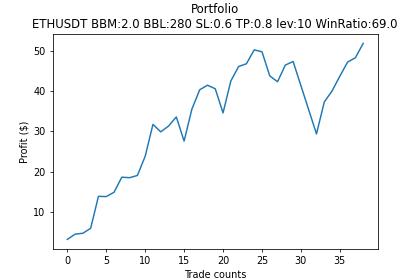 Portfolio
ETHUSDT BBM:2.0 BBL:280 SL:0.6 TP:0.8 lev:10 WinRatio:69.0
50
40
30
20
10
Profit ($)
0 5 10 15 20 25 30 35
Trade counts